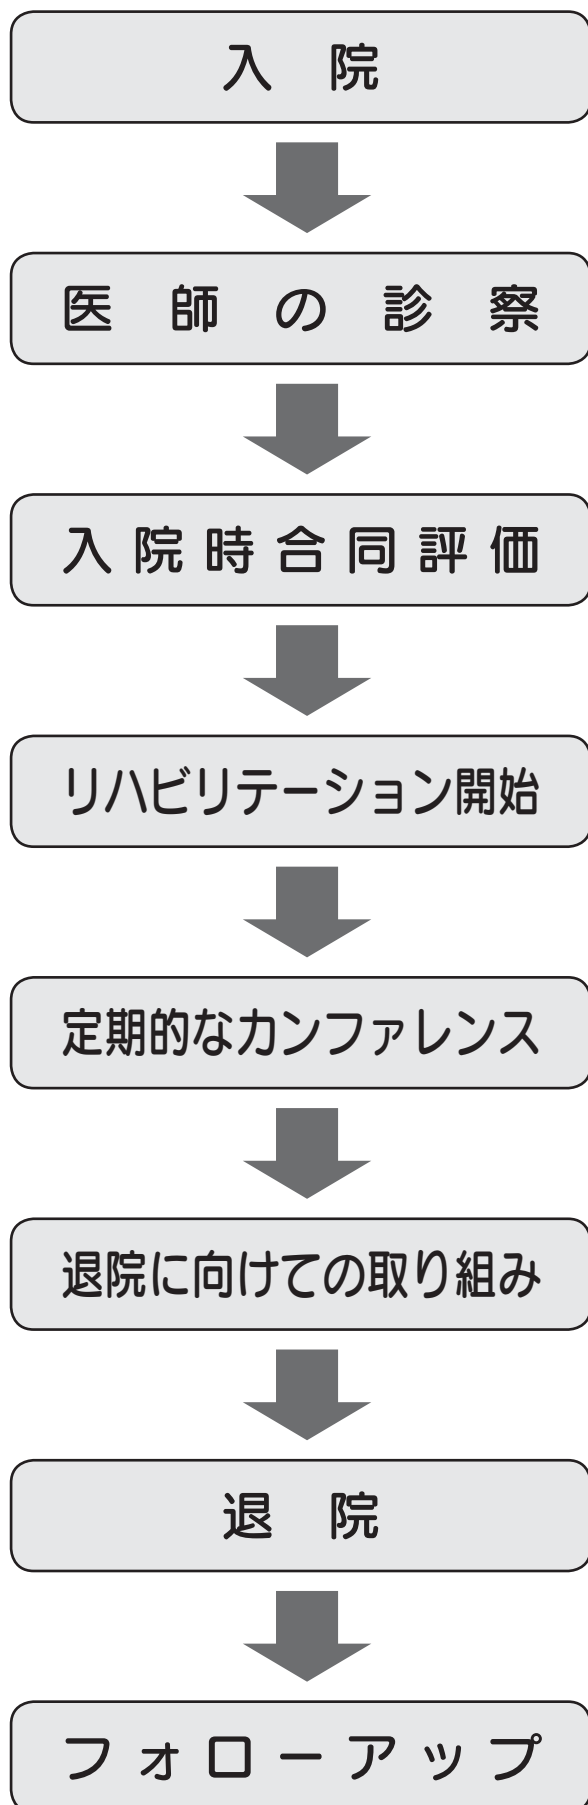 入院
医師の診察
入院時合同評価
リハビリテーション開始
定期的なカンファレンス
退院に向けての取り組み
退院
フォローアップ